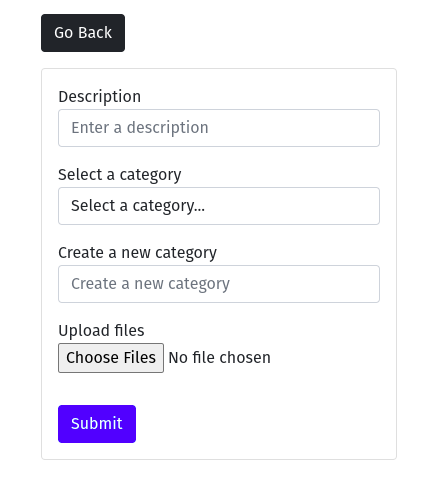 Go Back
Description
Enter a description
Select a category
Select a category...
Create a new category
Create a new category
Upload files
Choose Files No file chosen
Submit